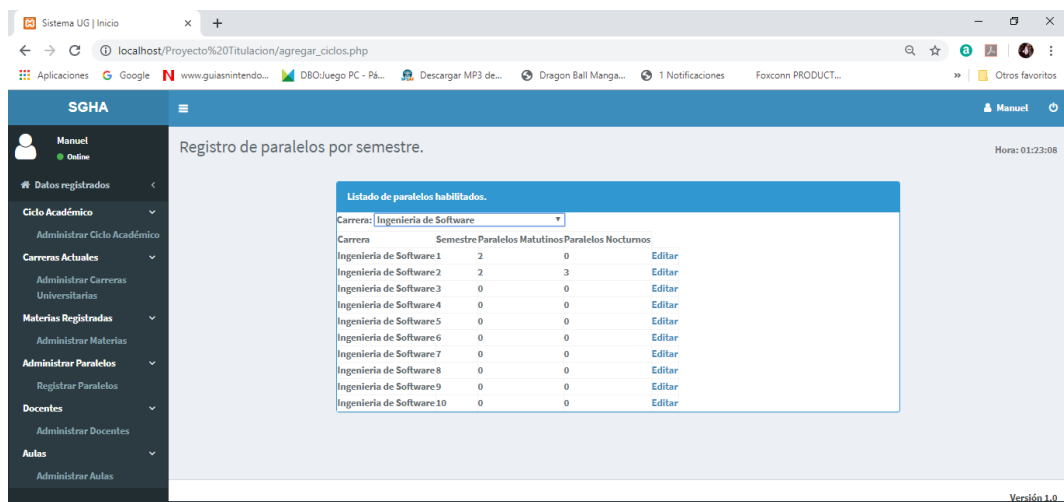 Sistema UG | Inicio
localhost/Proyecto%20Titulacion/agregar_ciclos.php
Aplicaciones Google www.guiasnintendo... DBO:Juego PC - Pá... Descargar MP3 de... Dragon Ball Manga... 1 Notificaciones Foxconn PRODUCT... » Otros favoritos
SGHA Manuel
Manuel
Online
Registro de paralelos por semestre. Hora: 01:23:08
Datos registrados
Ciclo Académico
Administrar Ciclo Académico
Carreras Actuales
Administrar Carreras
Universitarias
Materias Registradas
Administrar Materias
Administrar Paralelos
Registrar Paralelos
Docentes
Administrar Docentes
Aulas
Administrar Aulas
Listado de paralelos habilitados.
Carrera: Ingenieria de Software
Carrera Semestre Paralelos Matutinos Paralelos Nocturnos
Ingenieria de Software 1 2 0 Editar
Ingenieria de Software 2 2 3 Editar
Ingenieria de Software 3 0 0 Editar
Ingenieria de Software 4 0 0 Editar
Ingenieria de Software 5 0 0 Editar
Ingenieria de Software 6 0 0 Editar
Ingenieria de Software 7 0 0 Editar
Ingenieria de Software 8 0 0 Editar
Ingenieria de Software 9 0 0 Editar
Ingenieria de Software 10 0 0 Editar
Versión 1.0